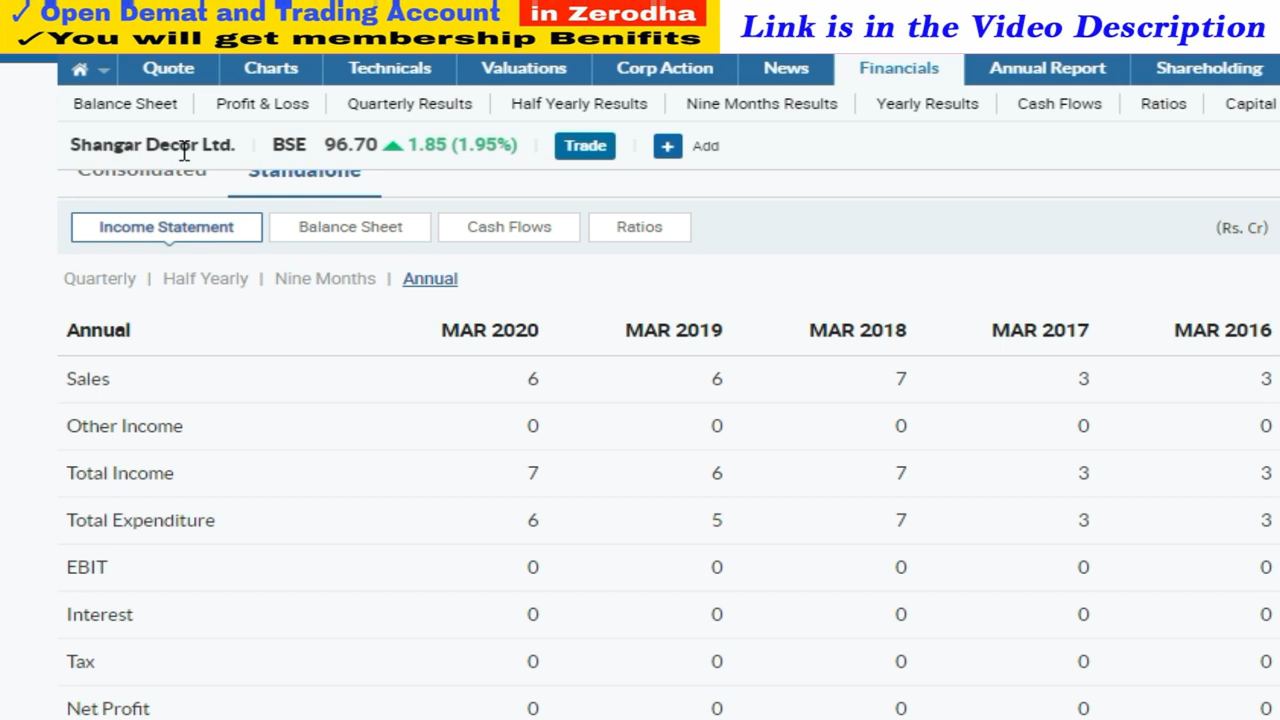 ✓ Open Demat and Trading Account in Zerodha
✓You will get membership Benifits
Link is in the Video Description
Quote Charts Technicals Valuations Corp Action News Financials Annual Report Shareholding
Balance Sheet | Profit & Loss | Quarterly Results | Half Yearly Results | Nine Months Results | Yearly Results | Cash Flows | Ratios | Capital
Shangar Decor Ltd. | BSE 96.70 ▲ 1.85 (1.95%) | Trade | + Add
Consolidated Standalone
Income Statement Balance Sheet Cash Flows Ratios (Rs. Cr)
Quarterly | Half Yearly | Nine Months | Annual
Annual MAR 2020 MAR 2019 MAR 2018 MAR 2017 MAR 2016
Sales 6 6 7 3 3
Other Income 0 0 0 0 0
Total Income 7 6 7 3 3
Total Expenditure 6 5 7 3 3
EBIT 0 0 0 0 0
Interest 0 0 0 0 0
Tax 0 0 0 0 0
Net Profit 0 0 0 0 0